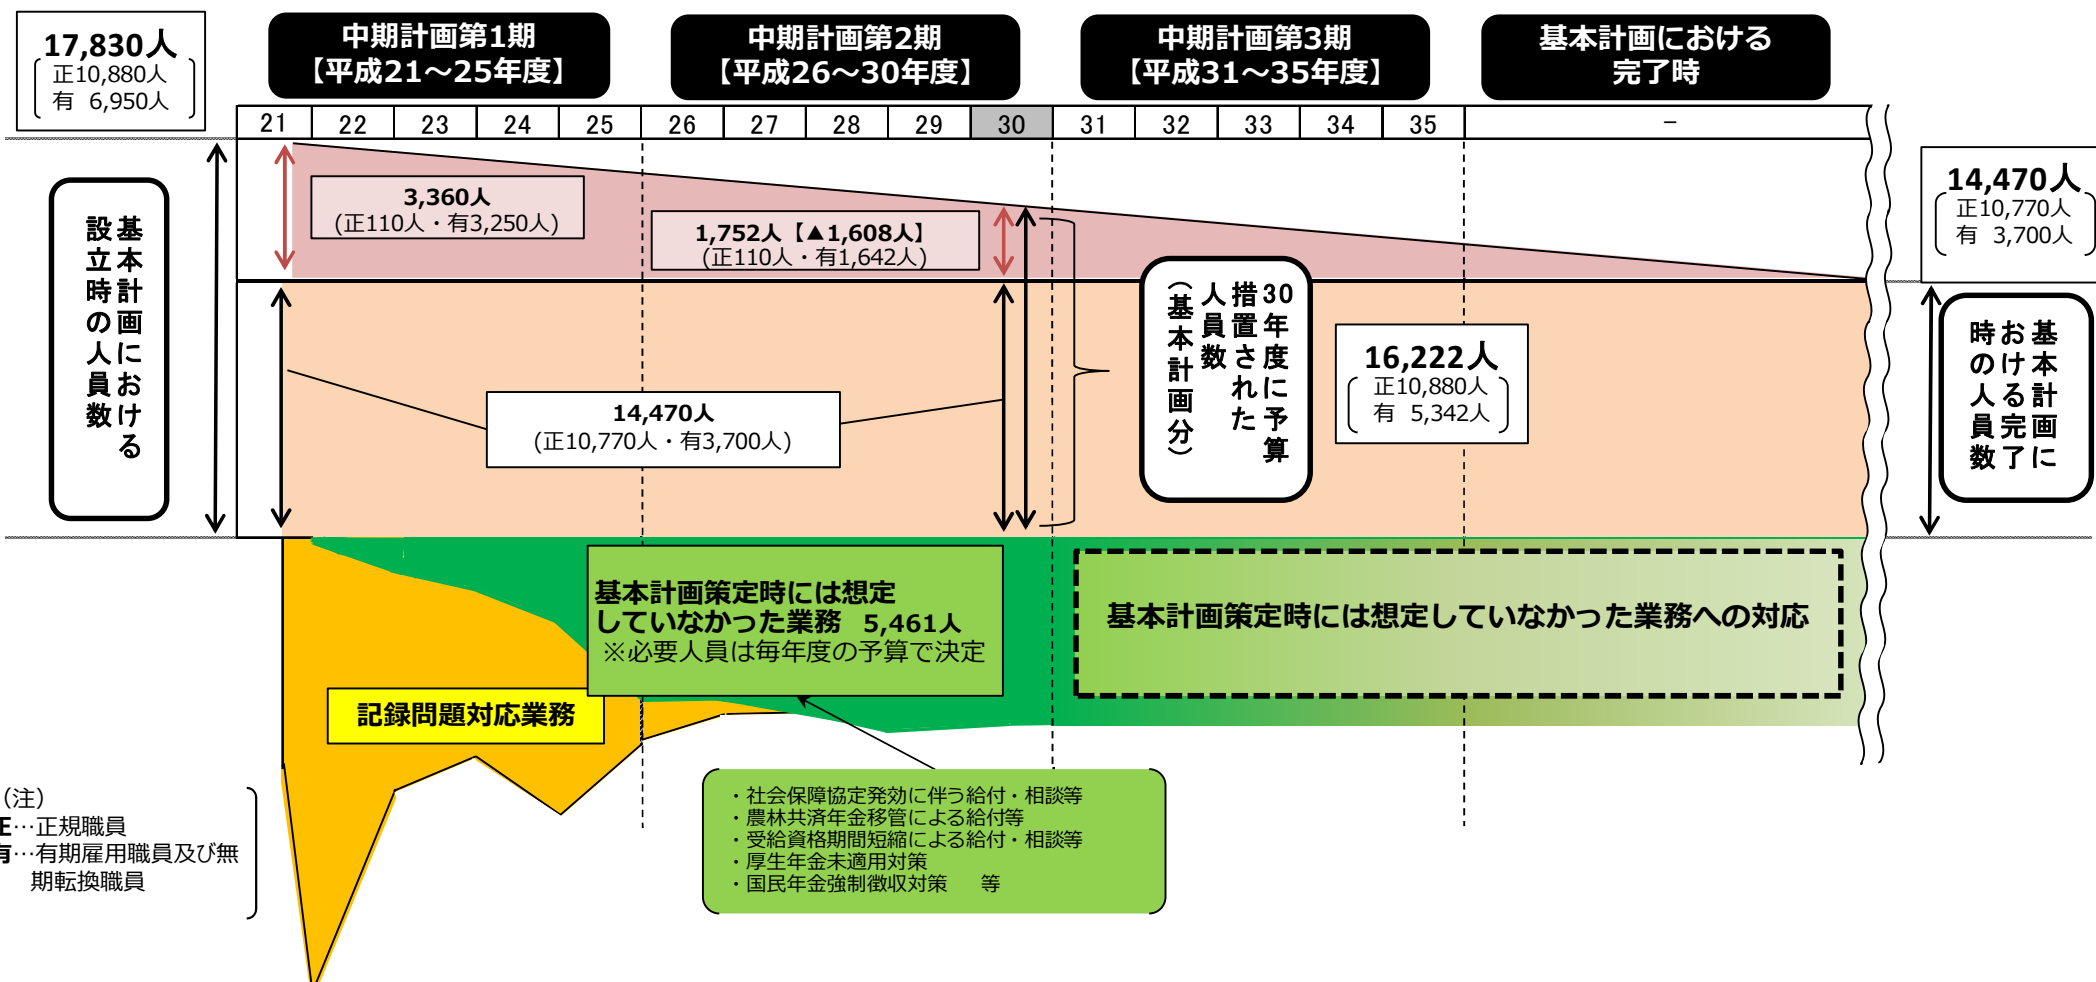 17,830人
正10,880人
有 6,950人
中期計画第1期
【平成21～25年度】
中期計画第2期
【平成26～30年度】
中期計画第3期
【平成31～35年度】
基本計画における
完了時
21 22 23 24 25 26 27 28 29 30 31 32 33 34 35 －
基本計画における
設立時の人員数
3,360人
(正110人・有3,250人)
1,752人【▲1,608人】
(正110人・有1,642人)
14,470人
(正10,770人・有3,700人)
30年度に予算
措置された
人員数
（基本計画分）
16,222人
正10,880人
有 5,342人
14,470人
正10,770人
有 3,700人
基本計画に
おける完了
時の人員数
基本計画策定時には想定
していなかった業務 5,461人
※必要人員は毎年度の予算で決定
基本計画策定時には想定していなかった業務への対応
記録問題対応業務
・社会保障協定発効に伴う給付・相談等
・農林共済年金移管による給付等
・受給資格期間短縮による給付・相談等
・厚生年金未適用対策
・国民年金強制徴収対策 等
（注）
正…正規職員
有…有期雇用職員及び無
期転換職員